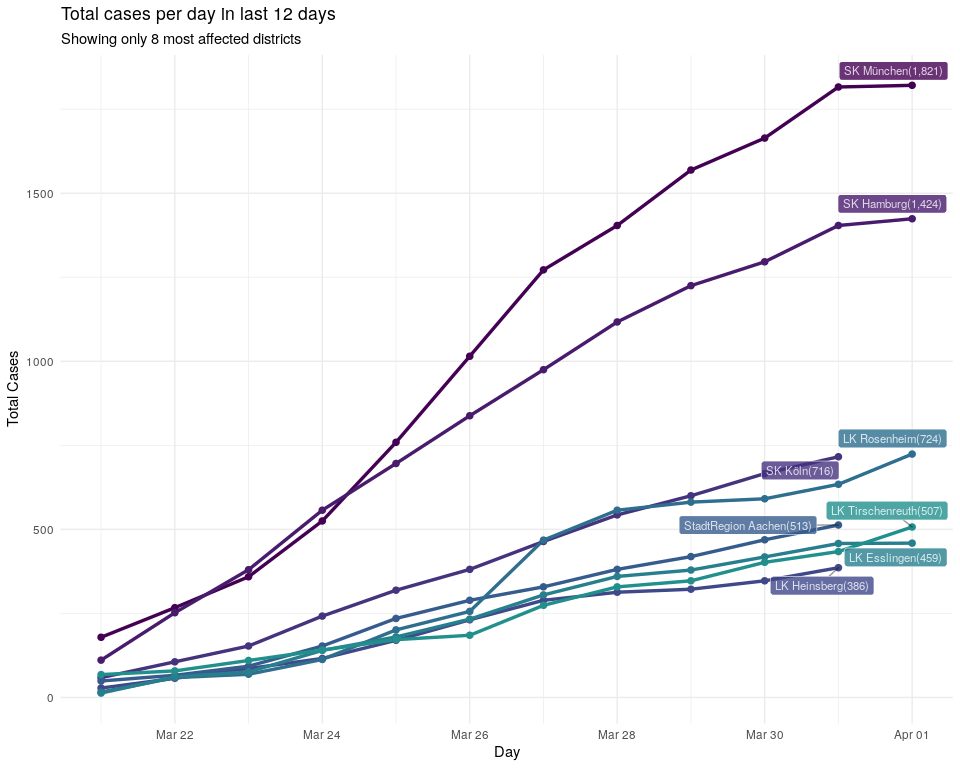 Total cases per day in last 12 days
Showing only 8 most affected districts
SK München(1,821)
1500
SK Hamburg(1,424)
1000
Total Cases
LK Rosenheim(724)
SK Köln(716)
LK Tirschenreuth(507)
500
StadtRegion Aachen(513)
LK Esslingen(459)
LK Heinsberg(386)
0
Mar 22
Mar 24
Mar 26
Mar 28
Mar 30
Apr 01
Day